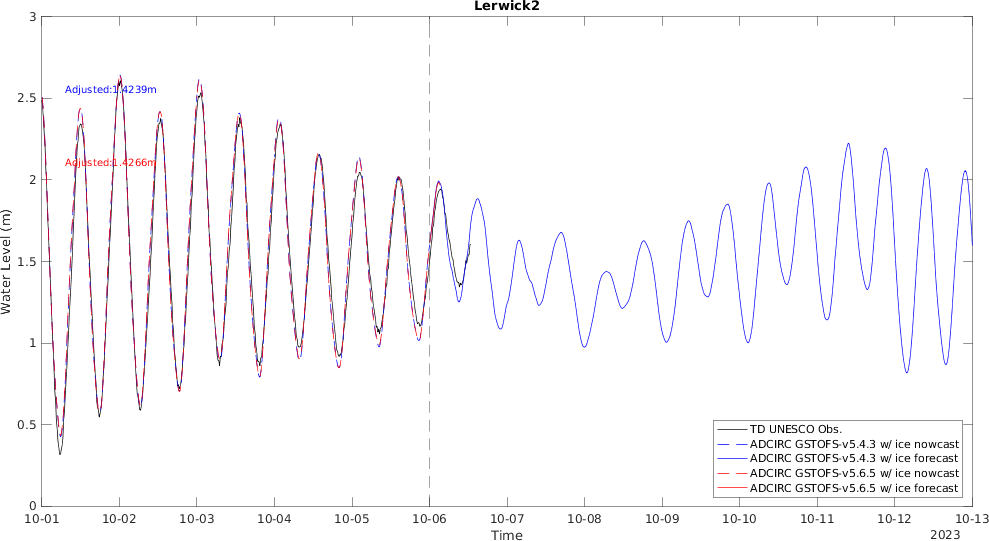 Lerwick2
3
2.5
2
1.5
1
0.5
0
Water Level (m)
Adjusted:1.4239m
Adjusted:1.4266m
TD UNESCO Obs.
ADCIRC GSTOFS-v5.4.3 w/ ice nowcast
ADCIRC GSTOFS-v5.4.3 w/ ice forecast
ADCIRC GSTOFS-v5.6.5 w/ ice nowcast
ADCIRC GSTOFS-v5.6.5 w/ ice forecast
10-01 10-02 10-03 10-04 10-05 10-06 10-07 10-08 10-09 10-10 10-11 10-12 10-13
Time
2023